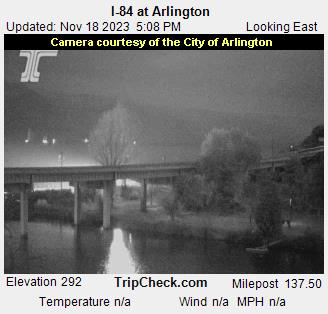 I-84 at Arlington
Updated: Nov 18 2023 5:08 PM Looking East
Camera courtesy of the City of Arlington
Elevation 292 TripCheck.com Milepost 137.50
Temperature n/a Wind n/a MPH n/a